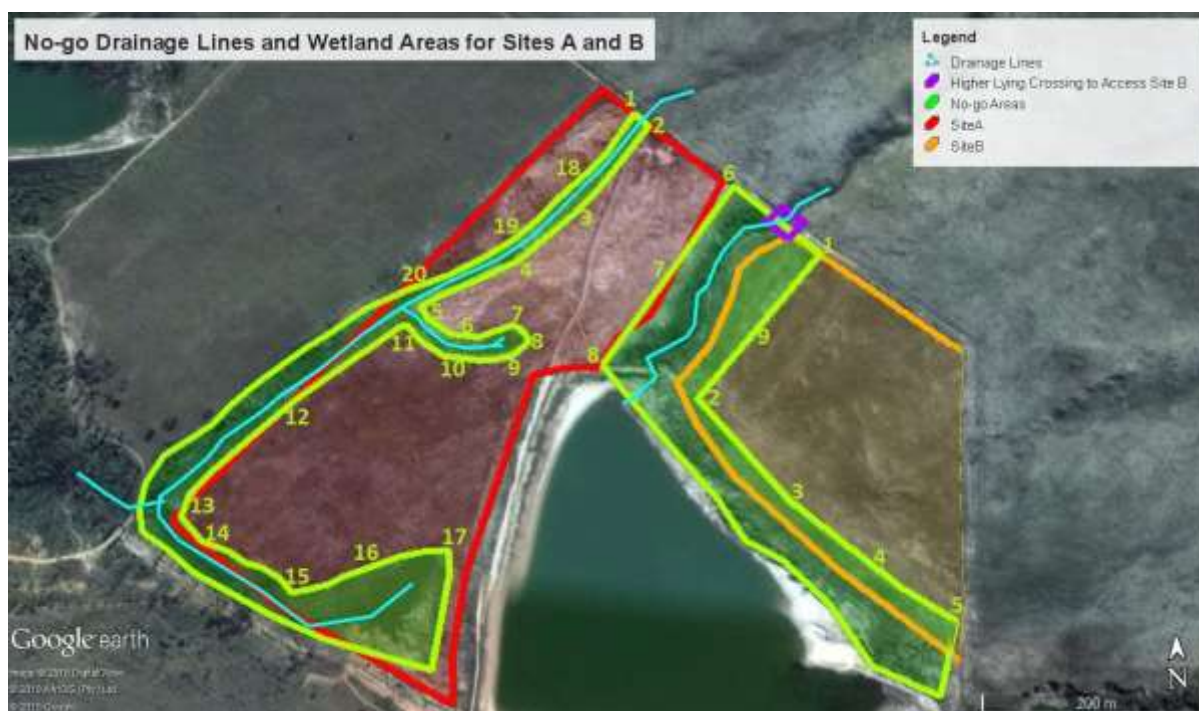 No-go Drainage Lines and Wetland Areas for Sites A and B
Legend
Drainage Lines
Higher Lying Crossing to Access Site B
No-go Areas
SiteA
SiteB
1
2
18
3
19
4
20
5
6
7
8
11
10
9
12
13
14
15
16
17
6
7
8
1
9
2
3
4
5
Google earth
N
200 m